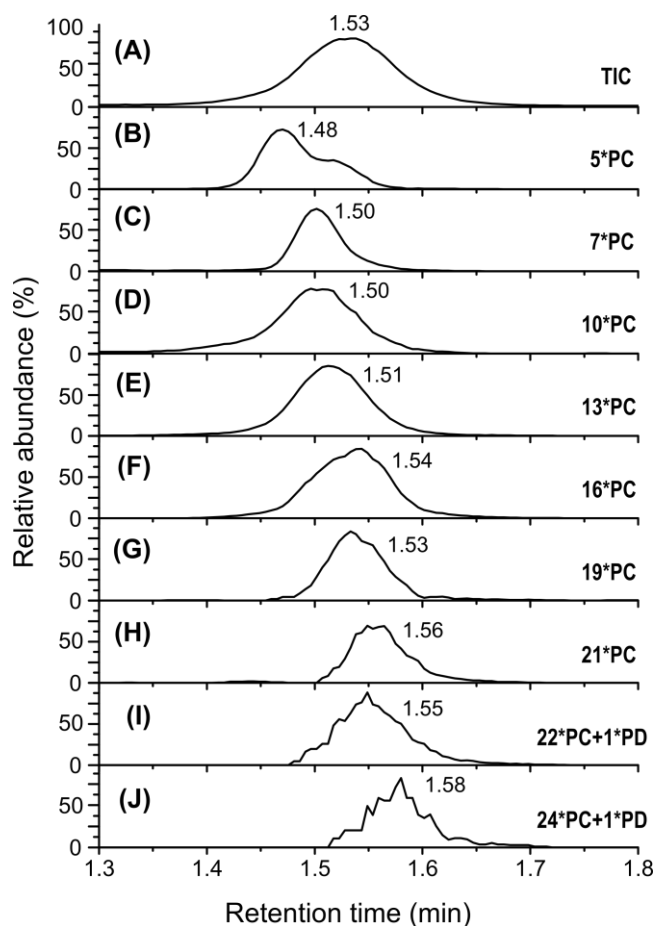 100
50
0
(A)
1.53
TIC
50
0
(B)
1.48
5*PC
50
0
(C)
1.50
7*PC
50
0
(D)
1.50
10*PC
50
0
(E)
1.51
13*PC
50
0
(F)
1.54
16*PC
50
0
(G)
1.53
19*PC
50
0
(H)
1.56
21*PC
50
0
(I)
1.55
22*PC+1*PD
50
0
(J)
1.58
24*PC+1*PD
1.3 1.4 1.5 1.6 1.7 1.8
Relative abundance (%)
Retention time (min)